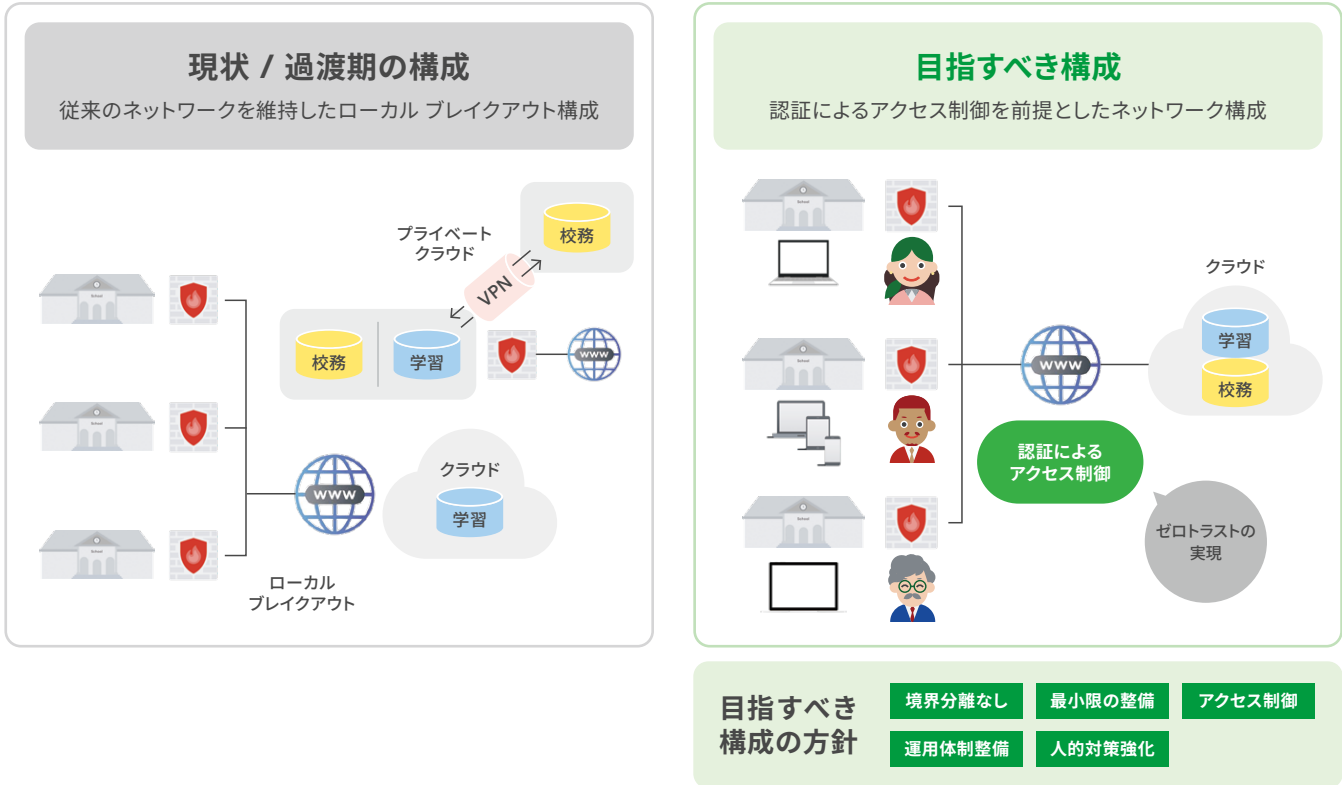 現状 / 過渡期の構成
従来のネットワークを維持したローカル ブレイクアウト構成
プライベート
クラウド
校務
VPN
School
校務
学習
WWW
School
クラウド
学習
WWW
School
ローカル
ブレイクアウト
目指すべき構成
認証によるアクセス制御を前提としたネットワーク構成
School
クラウド
学習
校務
School
WWW
認証による
アクセス制御
School
ゼロトラストの
実現
目指すべき
構成の方針
境界分離なし
最小限の整備
アクセス制御
運用体制整備
人的対策強化